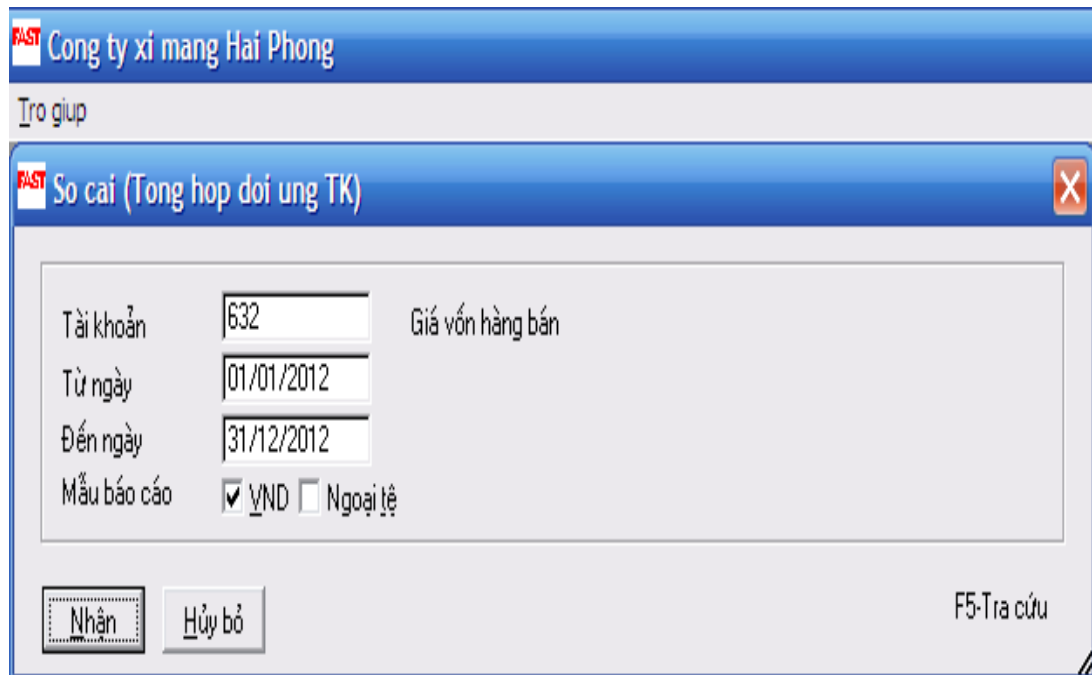 FAST Cong ty xi mang Hai Phong
Tro giup
FAST So cai (Tong hop doi ung TK)
Tài khoản 632 Giá vốn hàng bán
Từ ngày 01/01/2012
Đến ngày 31/12/2012
Mẫu báo cáo VND Ngoại tệ
Nhận Hủy bỏ F5-Tra cứu